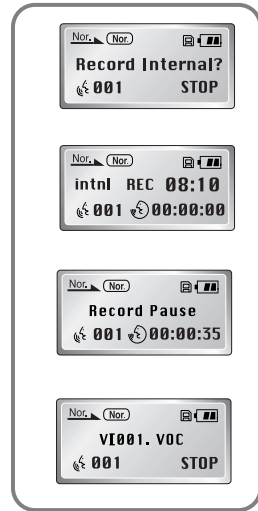 Nor. Nor.
Record Internal?
001 STOP
Nor. Nor.
intnl REC 08:10
001 00:00:00
Nor. Nor.
Record Pause
001 00:00:35
Nor. Nor.
VI001. VOC
001 STOP